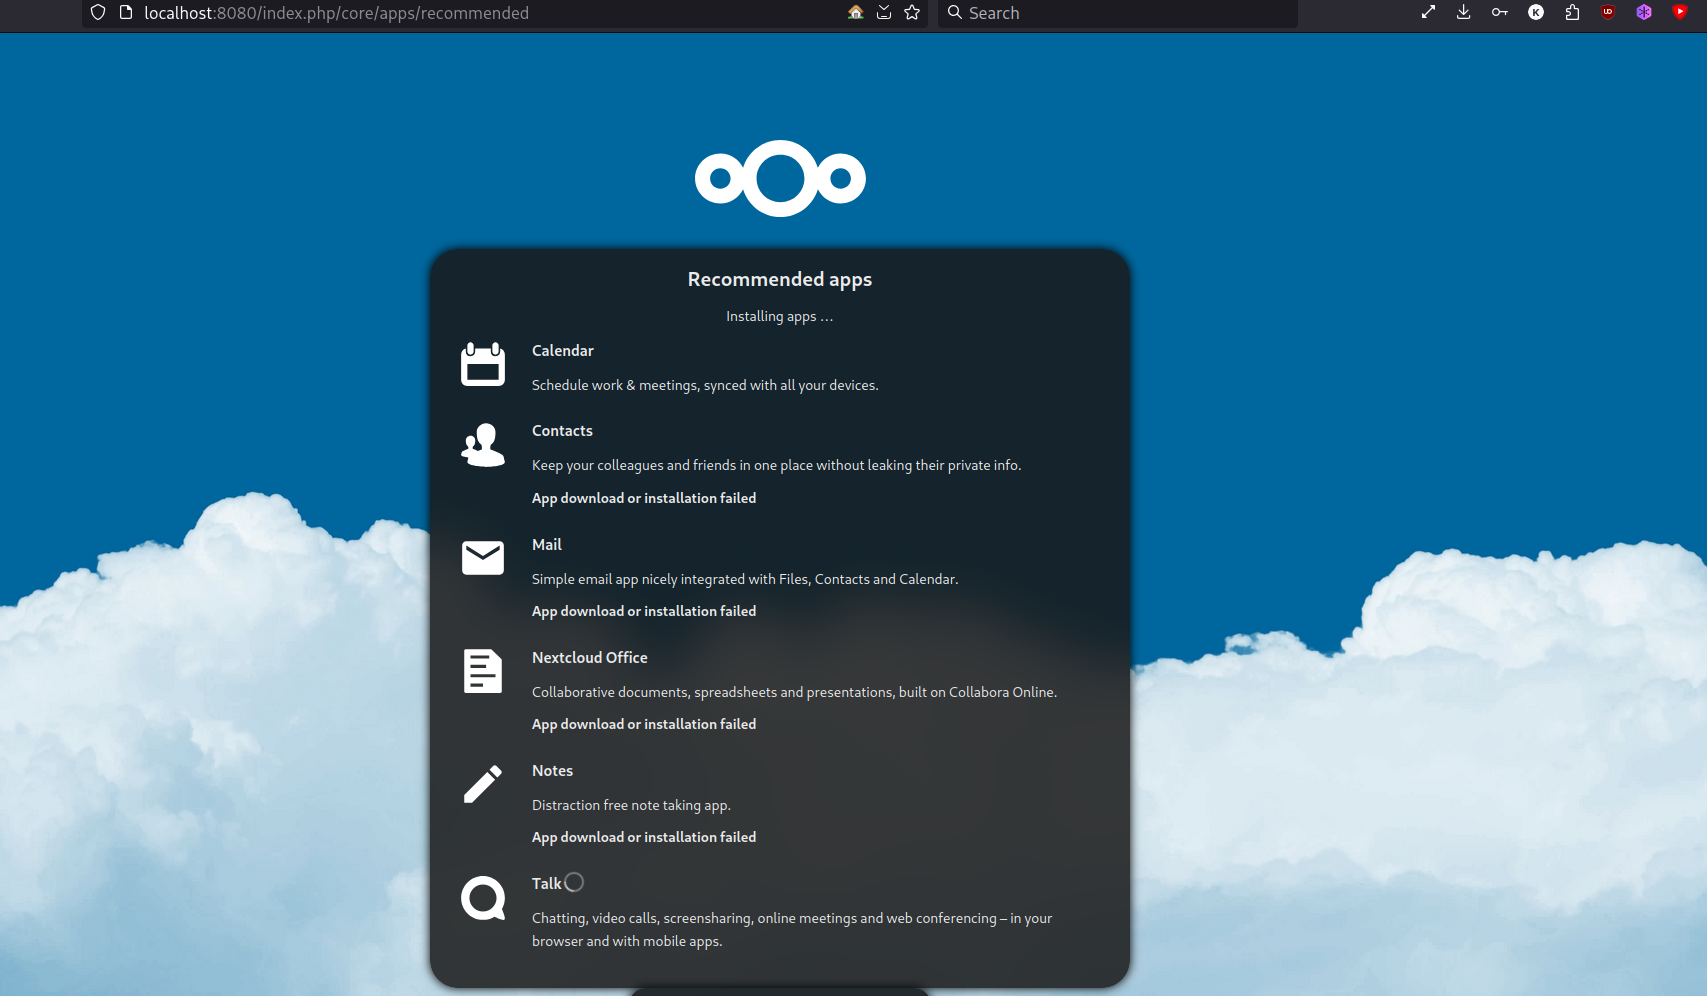 localhost:8080/index.php/core/apps/recommended
Search
K
UD
Recommended apps
Installing apps ...
Calendar
Schedule work & meetings, synced with all your devices.
Contacts
Keep your colleagues and friends in one place without leaking their private info.
App download or installation failed
Mail
Simple email app nicely integrated with Files, Contacts and Calendar.
App download or installation failed
Nextcloud Office
Collaborative documents, spreadsheets and presentations, built on Collabora Online.
App download or installation failed
Notes
Distraction free note taking app.
App download or installation failed
Talk
Chatting, video calls, screensharing, online meetings and web conferencing – in your
browser and with mobile apps.